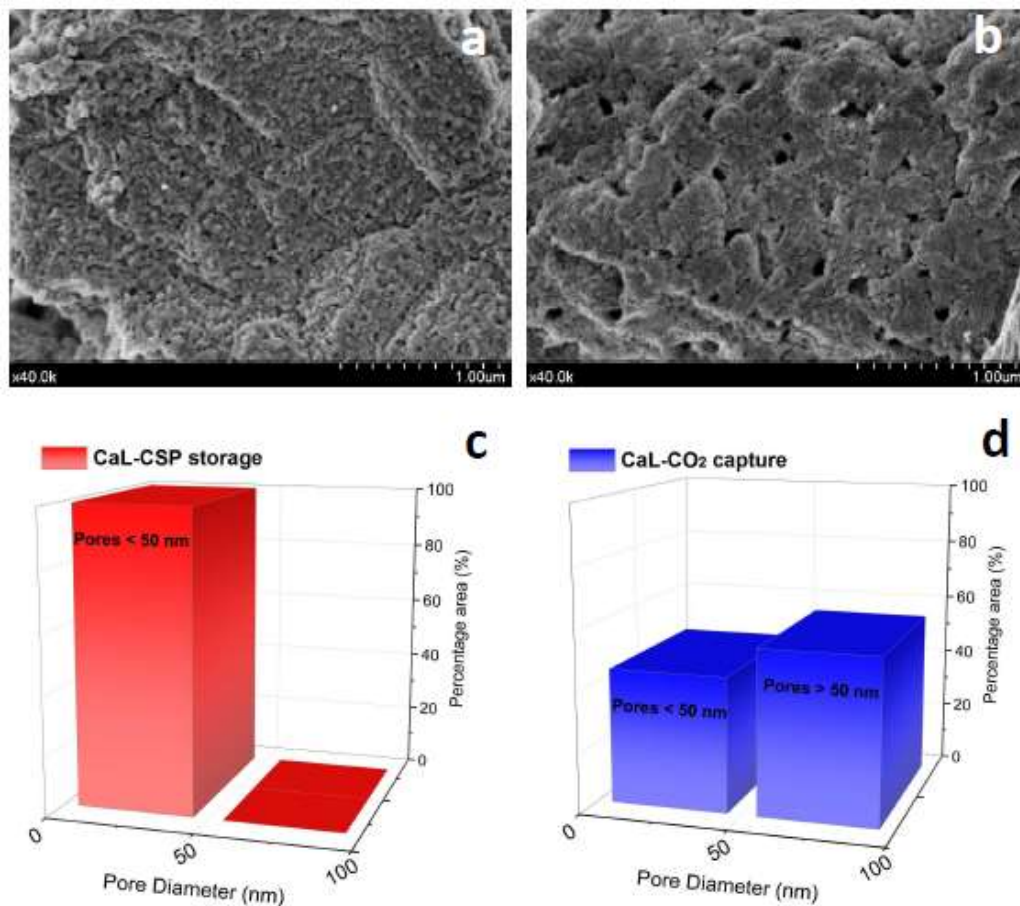 a
x40.0k 1.00um
b
x40.0k 1.00um
c
CaL-CSP storage
Pores < 50 nm
100
80
60
40
20
0
Percentage area (%)
0
50
100
Pore Diameter (nm)
d
CaL-CO₂ capture
Pores < 50 nm
Pores > 50 nm
100
80
60
40
20
0
Percentage area (%)
0
50
100
Pore Diameter (nm)